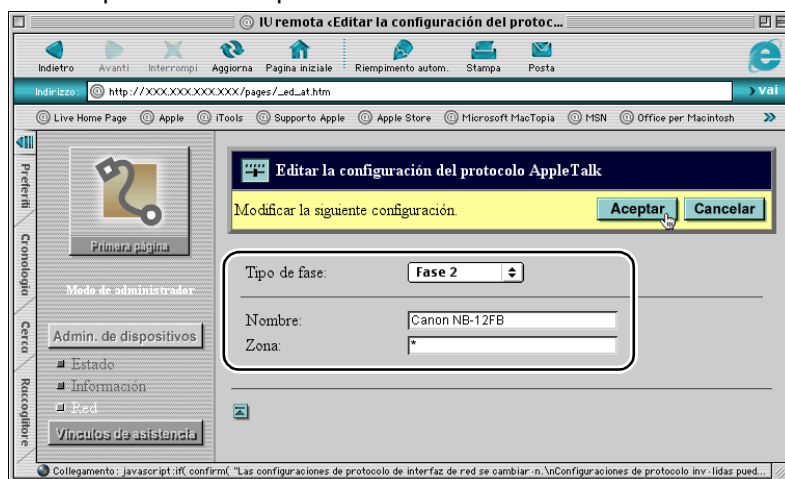 IU remota ‹Editar la configuración del protoc...
Indietro Avanti Interrompi Aggiorna Pagina iniziale Riempimento autom. Stampa Posta
Indirizzo: http://XXX.XXX.XXX.XXX/pages/_ed_at.htm vai
Live Home Page Apple iTools Supporto Apple Apple Store Microsoft MacTopia MSN Office per Macintosh
Preferiti
Cronologia
Cerca
Raccoglitore
Primera página
Modo de administrador
Admin. de dispositivos
Estado
Información
Red
Vínculos de asistencia
Editar la configuración del protocolo AppleTalk
Modificar la siguiente configuración. Aceptar Cancelar
Tipo de fase: Fase 2
Nombre: Canon NB-12FB
Zona: *
Collegamento: javascript:if( confirm( "Las configuraciones de protocolo de interfaz de red se cambiar·n.\nConfiguraciones de protocolo inv·lidas pued...